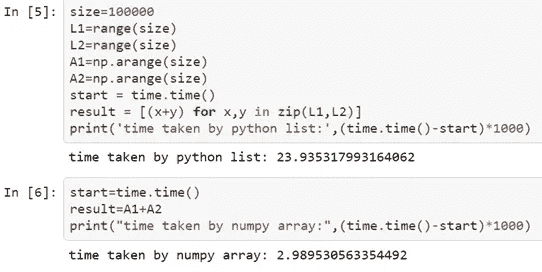 In [5]: size=100000
L1=range(size)
L2=range(size)
A1=np.arange(size)
A2=np.arange(size)
start = time.time()
result = [(x+y) for x,y in zip(L1,L2)]
print('time taken by python list:',(time.time()-start)*1000)
time taken by python list: 23.935317993164062
In [6]: start=time.time()
result=A1+A2
print("time taken by numpy array:",(time.time()-start)*1000)
time taken by numpy array: 2.989530563354492